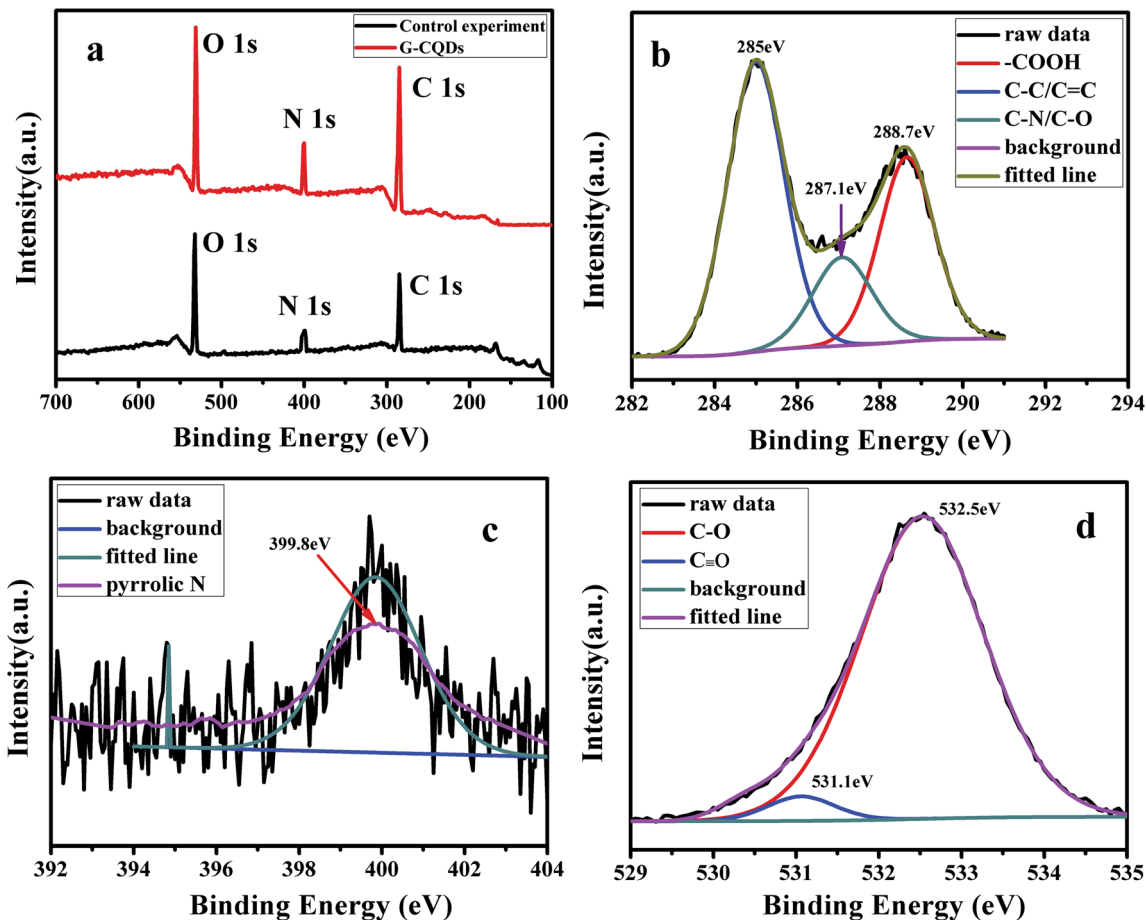 a
Control experiment
G-CQDs
O 1s
N 1s
C 1s
O 1s
N 1s
C 1s
Intensity(a.u.)
700 600 500 400 300 200 100
Binding Energy (eV)
b
285eV
287.1eV
288.7eV
raw data
-COOH
C-C/C=C
C-N/C-O
background
fitted line
Intensity(a.u.)
282 284 286 288 290 292 294
Binding Energy (eV)
c
raw data
background
fitted line
pyrrolic N
399.8eV
Intensity(a.u.)
392 394 396 398 400 402 404
Binding Energy (eV)
d
raw data
C-O
C=O
background
fitted line
532.5eV
531.1eV
Intensity(a.u.)
529 530 531 532 533 534 535
Binding Energy (eV)